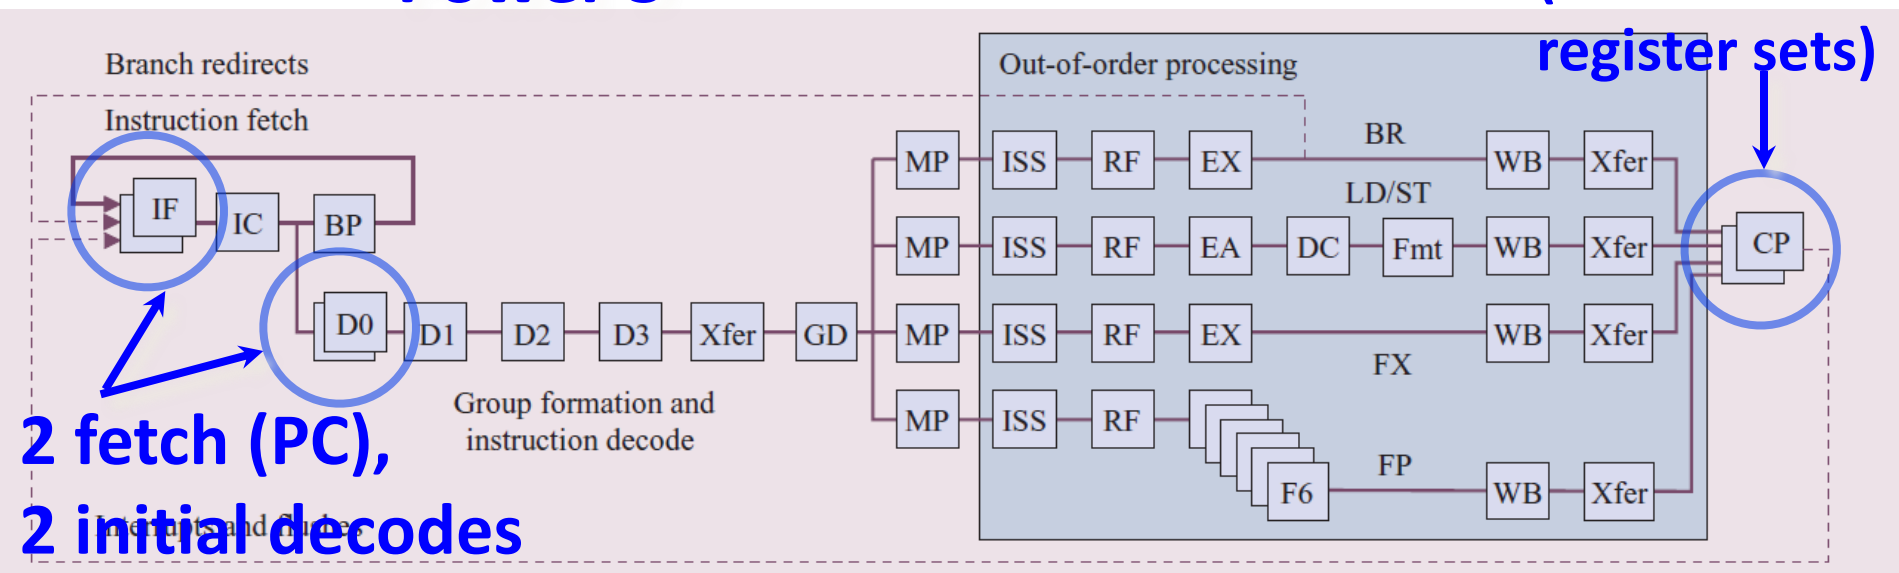 register sets)
Branch redirects
Out-of-order processing
Instruction fetch
BR
MP ISS RF EX WB Xfer
LD/ST
IF IC BP
MP ISS RF EA DC Fmt WB Xfer
CP
D0 D1 D2 D3 Xfer GD
MP ISS RF EX WB Xfer
FX
Group formation and
instruction decode
MP ISS RF
FP
F6 WB Xfer
2 fetch (PC),
Interrupts and flushes
2 initial decodes